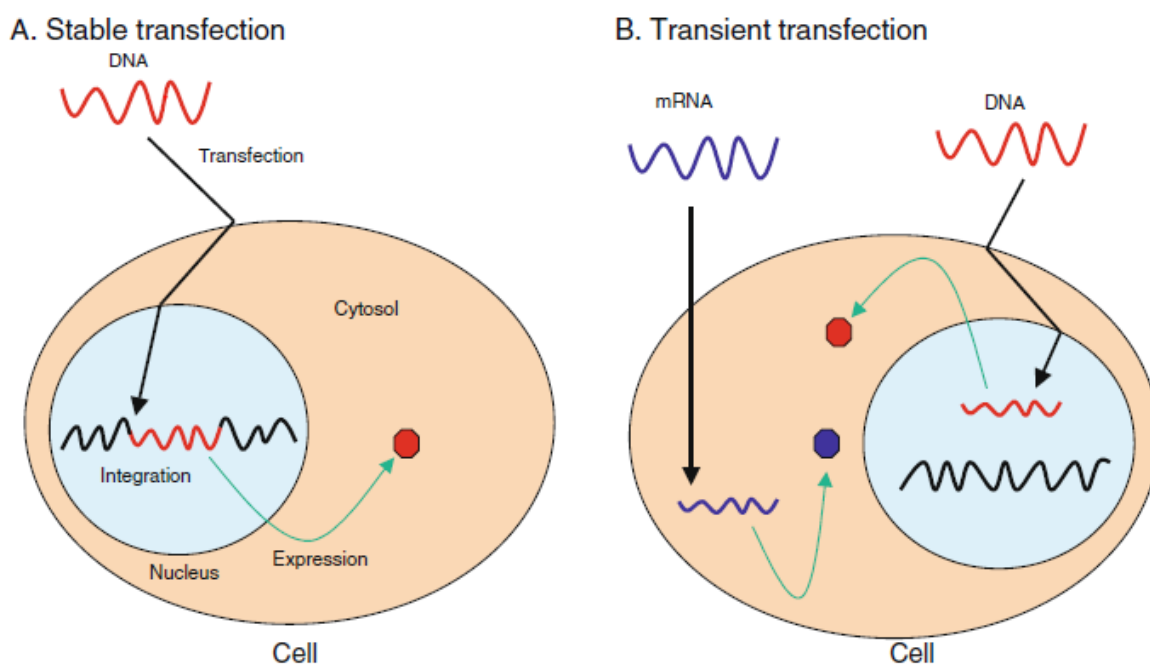 A. Stable transfection
DNA
Transfection
Cytosol
Integration
Expression
Nucleus
Cell
B. Transient transfection
mRNA
DNA
Cell